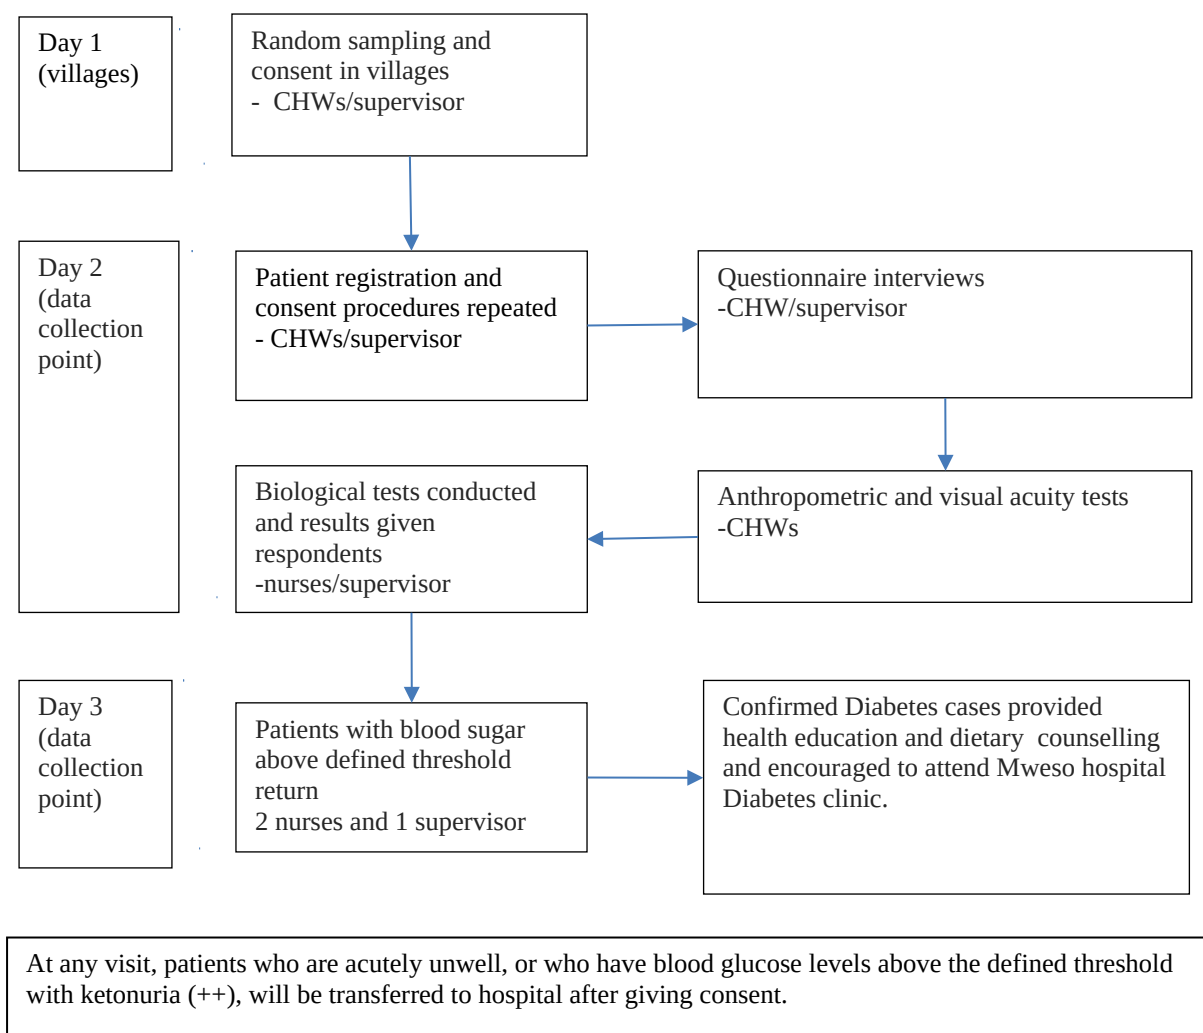 Day 1
(villages)
Random sampling and
consent in villages
- CHWs/supervisor
Day 2
(data
collection
point)
Patient registration and
consent procedures repeated
- CHWs/supervisor
Questionnaire interviews
-CHW/supervisor
Anthropometric and visual acuity tests
-CHWs
Biological tests conducted
and results given
respondents
-nurses/supervisor
Day 3
(data
collection
point)
Patients with blood sugar
above defined threshold
return
2 nurses and 1 supervisor
Confirmed Diabetes cases provided
health education and dietary counselling
and encouraged to attend Mweso hospital
Diabetes clinic.
At any visit, patients who are acutely unwell, or who have blood glucose levels above the defined threshold
with ketonuria (++), will be transferred to hospital after giving consent.